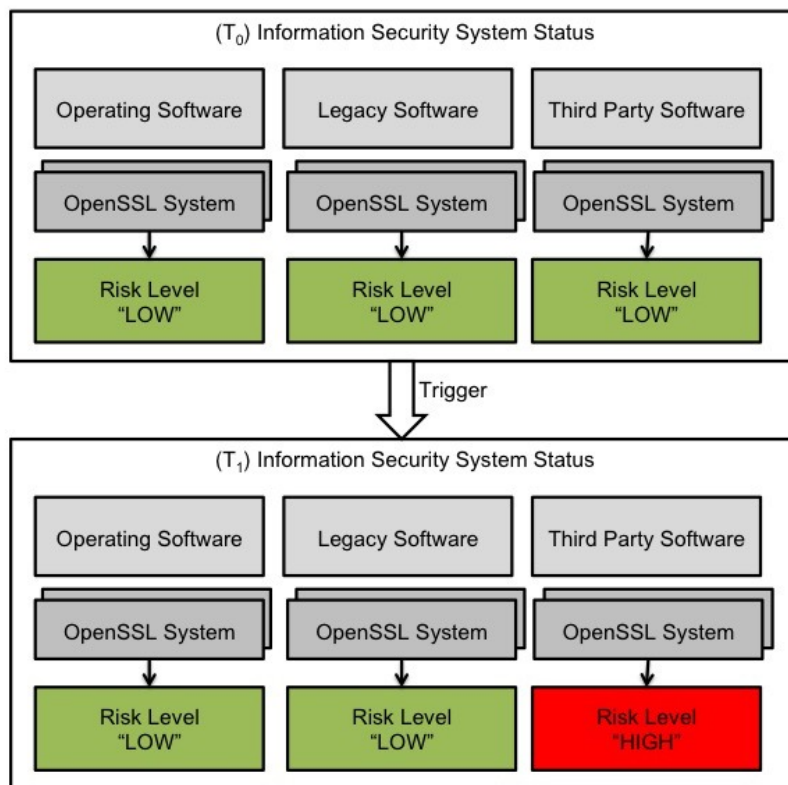 (T₀) Information Security System Status
Operating Software
Legacy Software
Third Party Software
OpenSSL System
OpenSSL System
OpenSSL System
Risk Level
“LOW”
Risk Level
“LOW”
Risk Level
“LOW”
Trigger
(T₁) Information Security System Status
Operating Software
Legacy Software
Third Party Software
OpenSSL System
OpenSSL System
OpenSSL System
Risk Level
“LOW”
Risk Level
“LOW”
Risk Level
“HIGH”